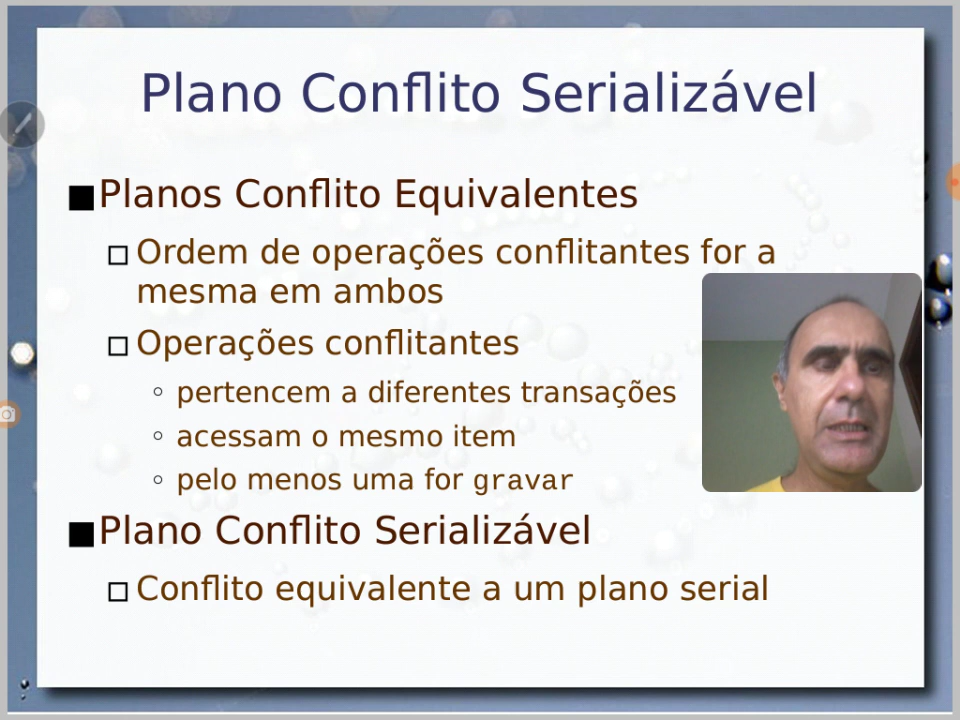 Plano Conflito Serializável
Planos Conflito Equivalentes
Ordem de operações conflitantes for a
mesma em ambos
Operações conflitantes
pertencem a diferentes transações
acessam o mesmo item
pelo menos uma for gravar
Plano Conflito Serializável
Conflito equivalente a um plano serial